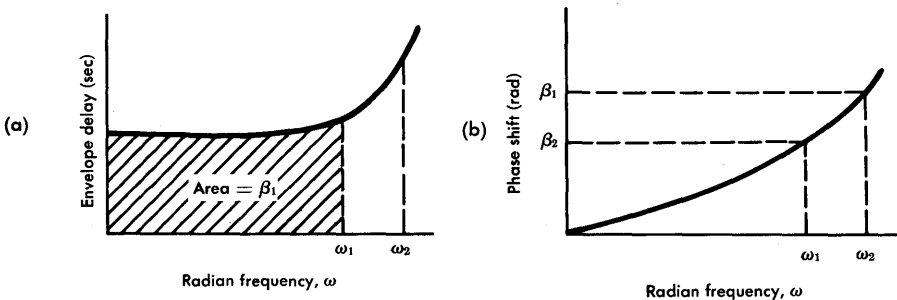 (a)
Envelope delay (sec)
Area = β₁
ω₁
ω₂
Radian frequency, ω
(b)
Phase shift (rad)
β₁
β₂
ω₁
ω₂
Radian frequency, ω